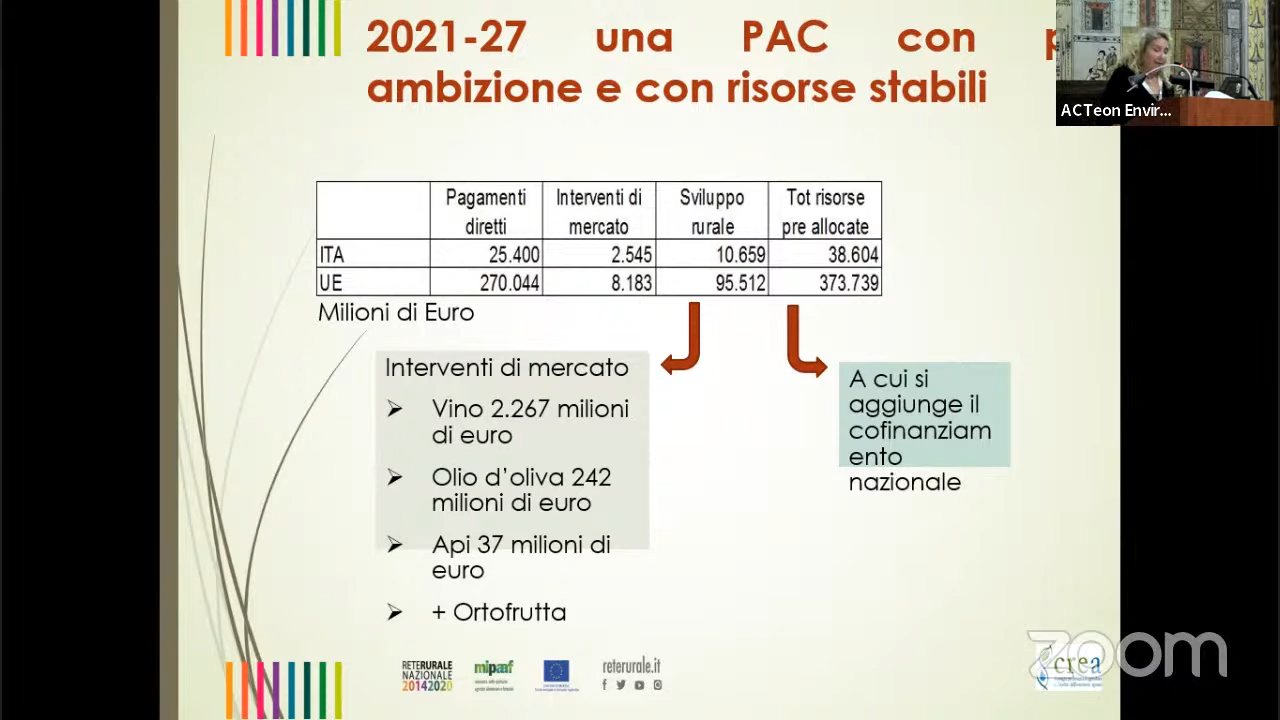 2021-27 una PAC con
ambizione e con risorse stabili
ACTeon Envir...
Pagamenti diretti Interventi di mercato Sviluppo rurale Tot risorse pre allocate
ITA 25.400 2.545 10.659 38.604
UE 270.044 8.183 95.512 373.739
Milioni di Euro
Interventi di mercato
Vino 2.267 milioni
di euro
Olio d'oliva 242
milioni di euro
Api 37 milioni di
euro
+ Ortofrutta
A cui si
aggiunge il
cofinanziam
ento
nazionale
RETERURALE
NAZIONALE
20142020
mipaaf
reterurale.it
crea
zoom